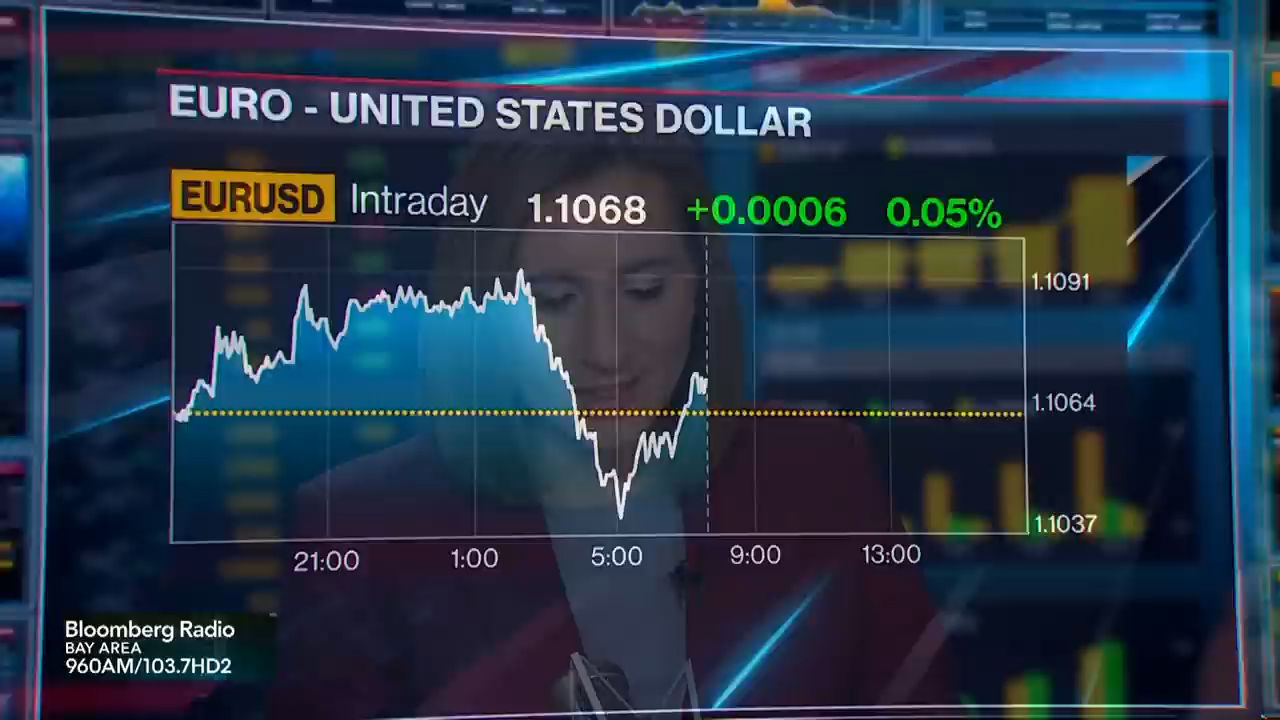 EURO - UNITED STATES DOLLAR
EURUSD Intraday 1.1068 +0.0006 0.05%
1.1091
1.1064
1.1037
21:00 1:00 5:00 9:00 13:00
Bloomberg Radio
BAY AREA
960AM/103.7HD2